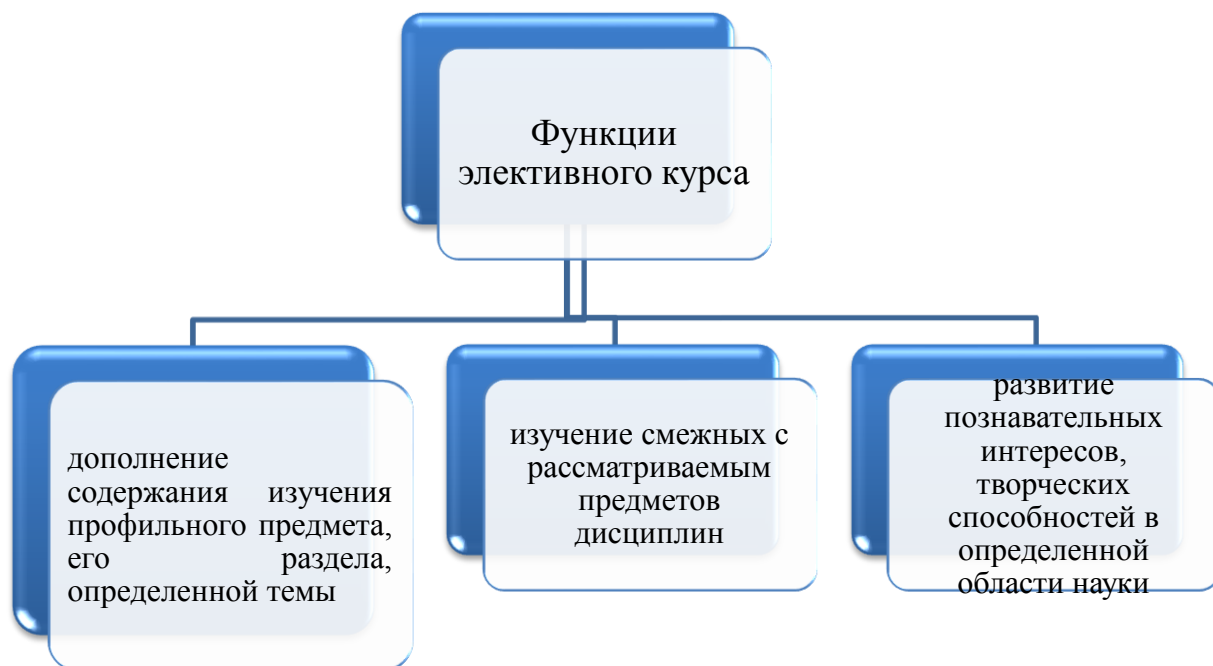 Функции
элективного курса
дополнение
содержания изучения
профильного предмета,
его раздела,
определенной темы
изучение смежных с
рассматриваемым
предметов
дисциплин
развитие
познавательных
интересов,
творческих
способностей в
определенной
области науки